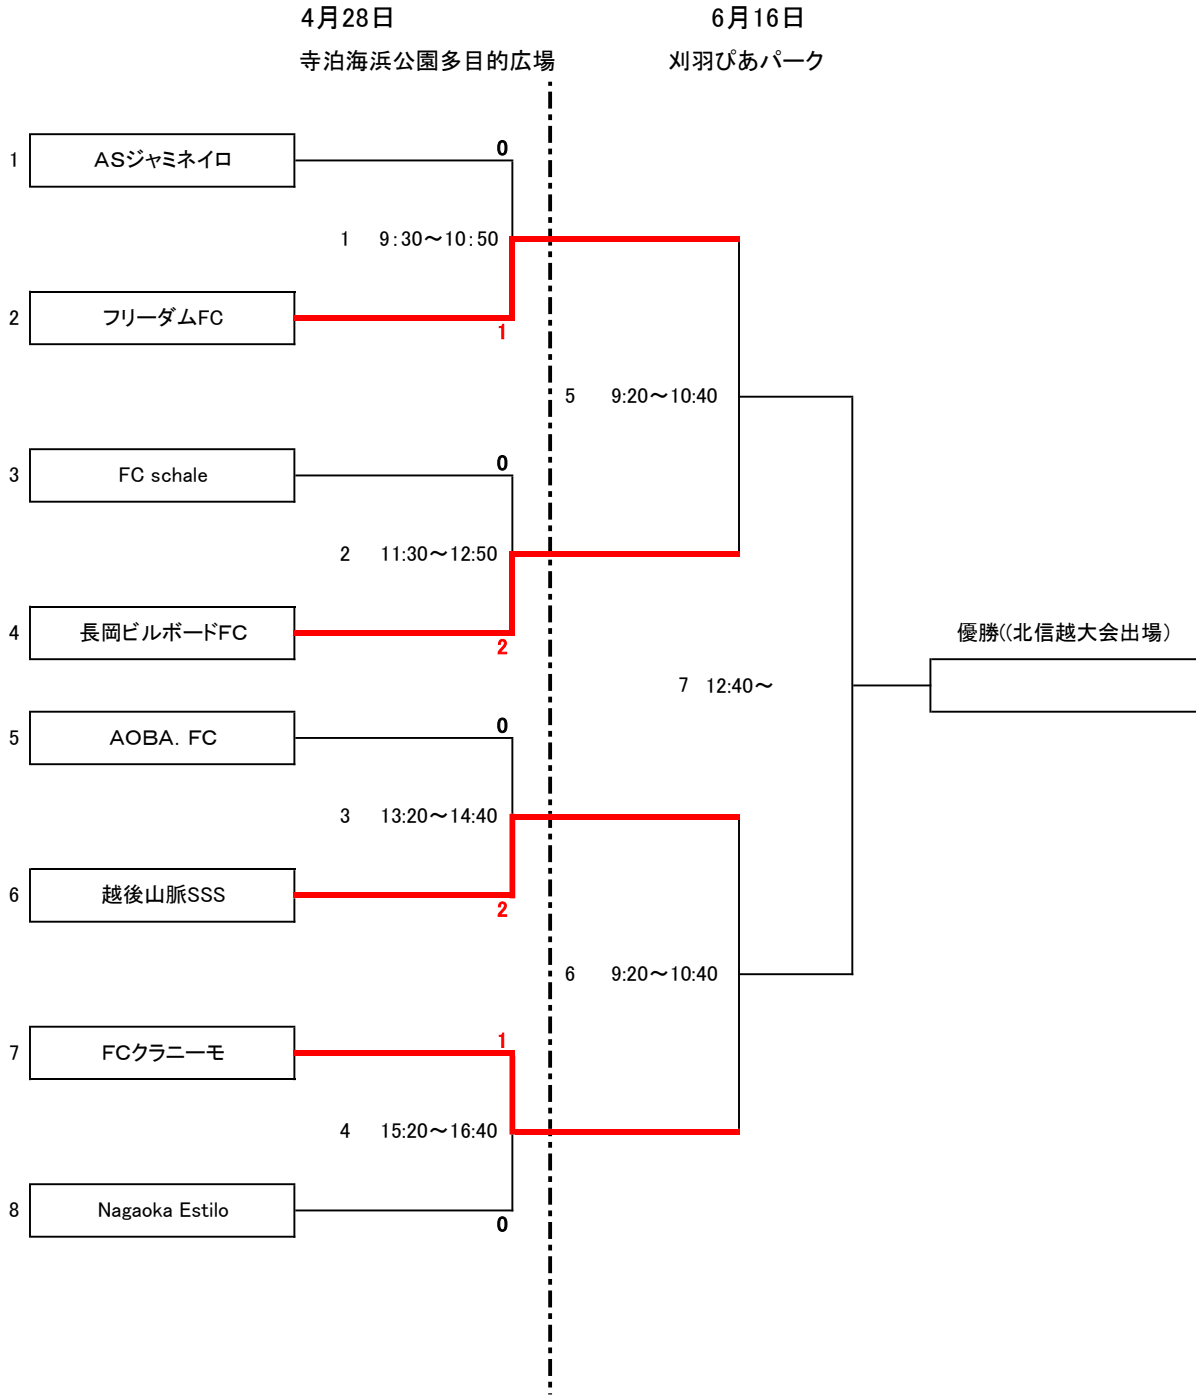 4月28日
6月16日
寺泊海浜公園多目的広場
刈羽ぴあパーク
0
1 ASジャミネイロ
1 9:30～10:50
2 フリーダムFC
1
5 9:20～10:40
0
3 FC schale
2 11:30～12:50
4 長岡ビルボードFC
2
優勝((北信越大会出場)
7 12:40～
0
5 AOBA. FC
3 13:20～14:40
6 越後山脈SSS
2
6 9:20～10:40
1
7 FCクラニーモ
4 15:20～16:40
8 Nagaoka Estilo
0